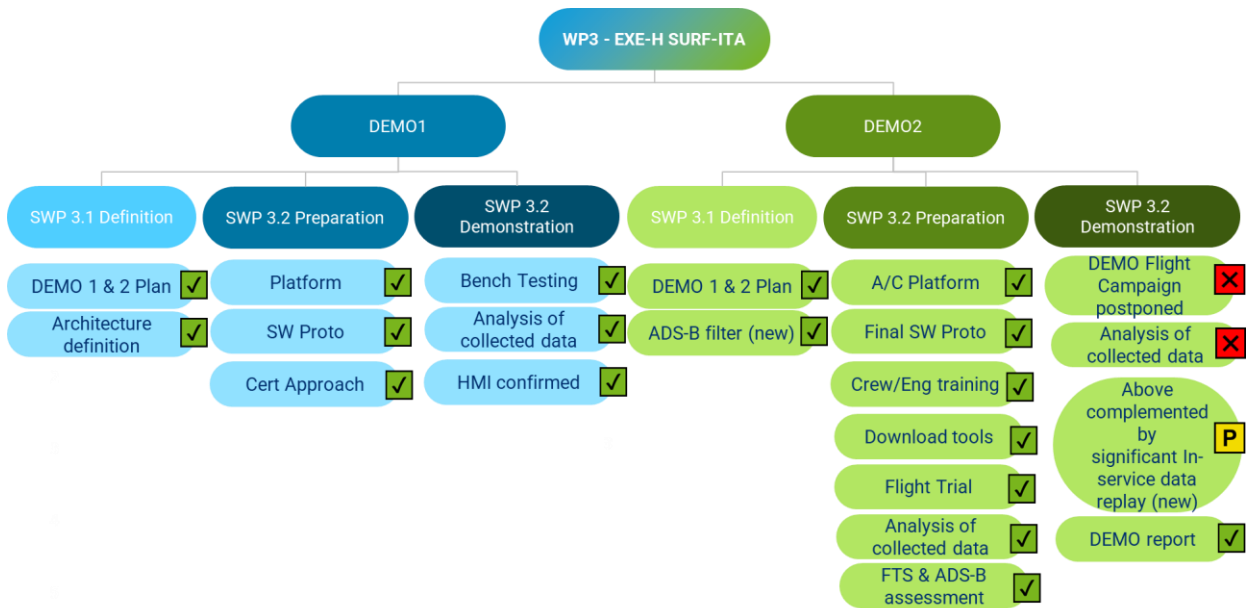 WP3 - EXE-H SURF-ITA
DEMO1
DEMO2
SWP 3.1 Definition
SWP 3.2 Preparation
SWP 3.2
Demonstration
SWP 3.1 Definition
SWP 3.2 Preparation
SWP 3.2
Demonstration
DEMO 1 & 2 Plan
Architecture
definition
Platform
SW Proto
Cert Approach
Bench Testing
Analysis of
collected data
HMI confirmed
DEMO 1 & 2 Plan
ADS-B filter (new)
A/C Platform
Final SW Proto
Crew/Eng training
Download tools
Flight Trial
Analysis of
collected data
FTS & ADS-B
assessment
DEMO Flight
Campaign
postponed
Analysis of
collected data
Above
complemented
by
significant In-
service data
replay (new)
P
DEMO report